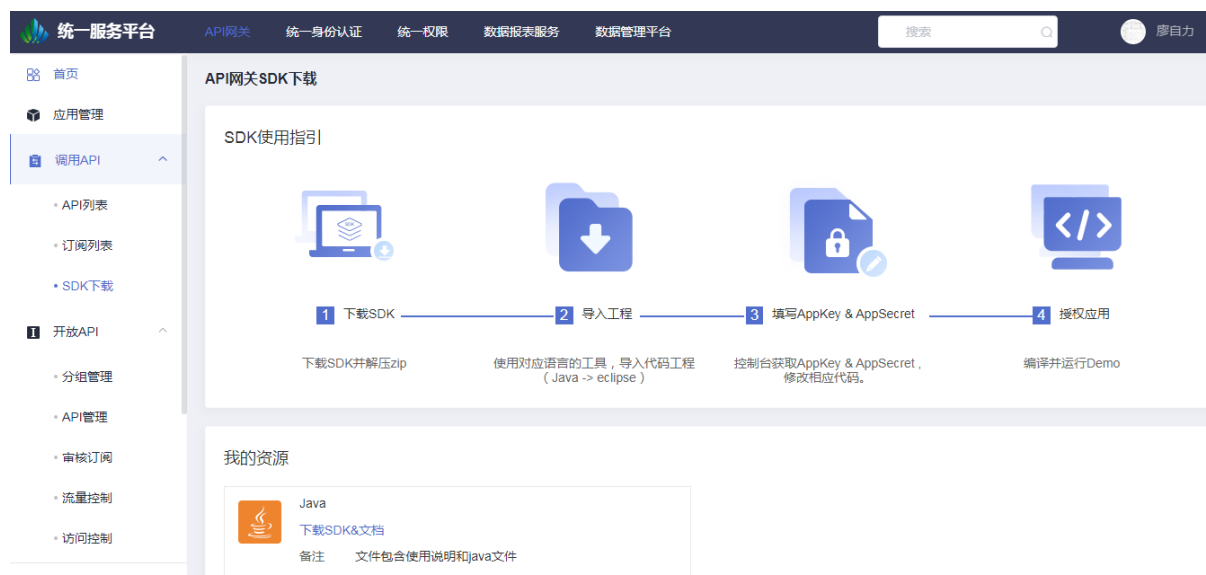 统一服务平台
API网关 统一身份认证 统一权限 数据报表服务 数据管理平台
搜索
廖自力
首页
应用管理
调用API
API列表
订阅列表
SDK下载
开放API
分组管理
API管理
审核订阅
流量控制
访问控制
API网关SDK下载
SDK使用指引
SDK
</>
1 下载SDK
2 导入工程
3 填写AppKey & AppSecret
4 授权应用
下载SDK并解压zip
使用对应语言的工具，导入代码工程
（Java -> eclipse）
控制台获取AppKey & AppSecret，
修改相应代码。
编译并运行Demo
我的资源
Java
下载SDK&文档
备注 文件包含使用说明和java文件